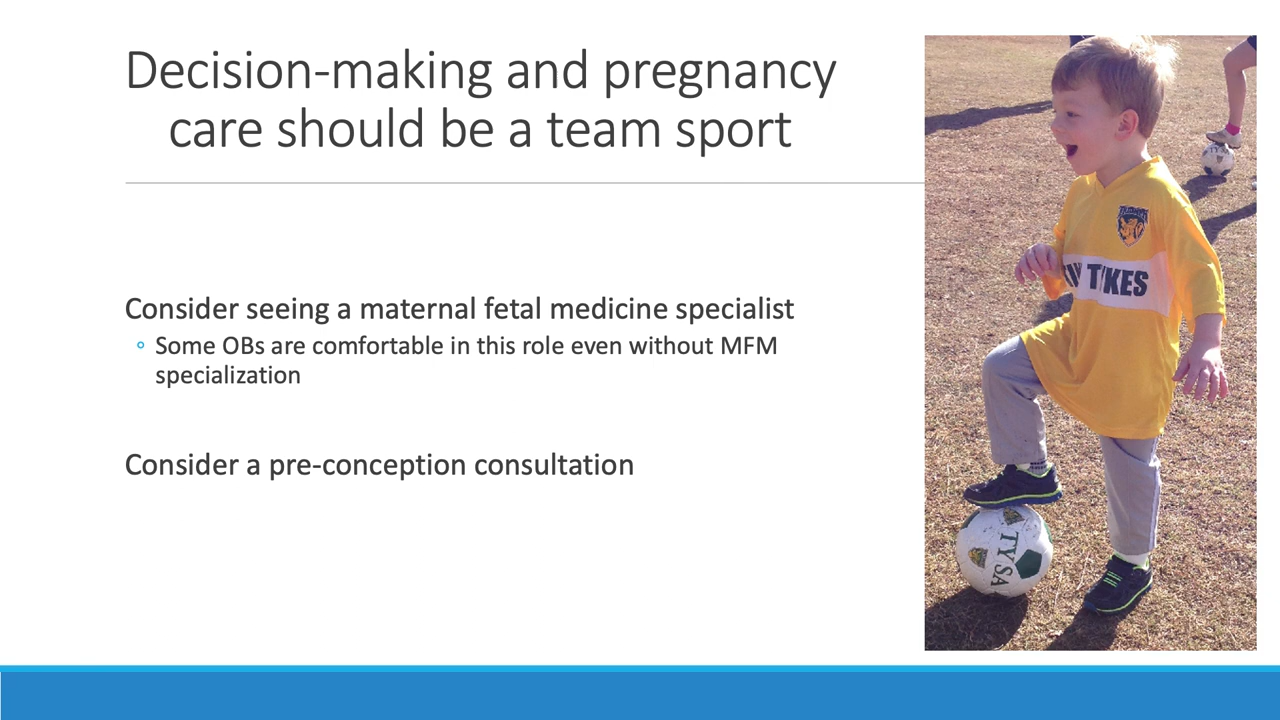 Decision-making and pregnancy
care should be a team sport
Consider seeing a maternal fetal medicine specialist
Some OBs are comfortable in this role even without MFM
specialization
Consider a pre-conception consultation
TYSA